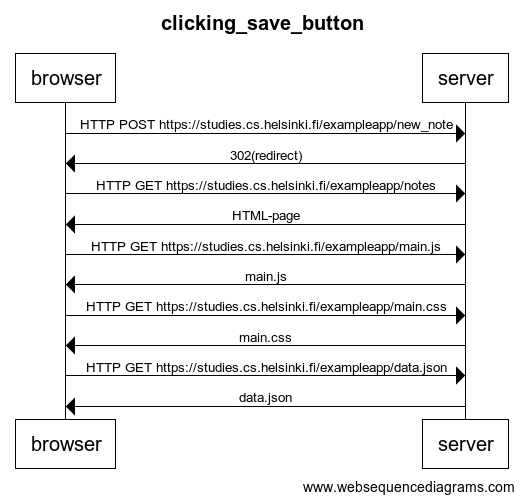 clicking_save_button
browser
server
HTTP POST https://studies.cs.helsinki.fi/exampleapp/new_note
302(redirect)
HTTP GET https://studies.cs.helsinki.fi/exampleapp/notes
HTML-page
HTTP GET https://studies.cs.helsinki.fi/exampleapp/main.js
main.js
HTTP GET https://studies.cs.helsinki.fi/exampleapp/main.css
main.css
HTTP GET https://studies.cs.helsinki.fi/exampleapp/data.json
data.json
browser
server
www.websequencediagrams.com